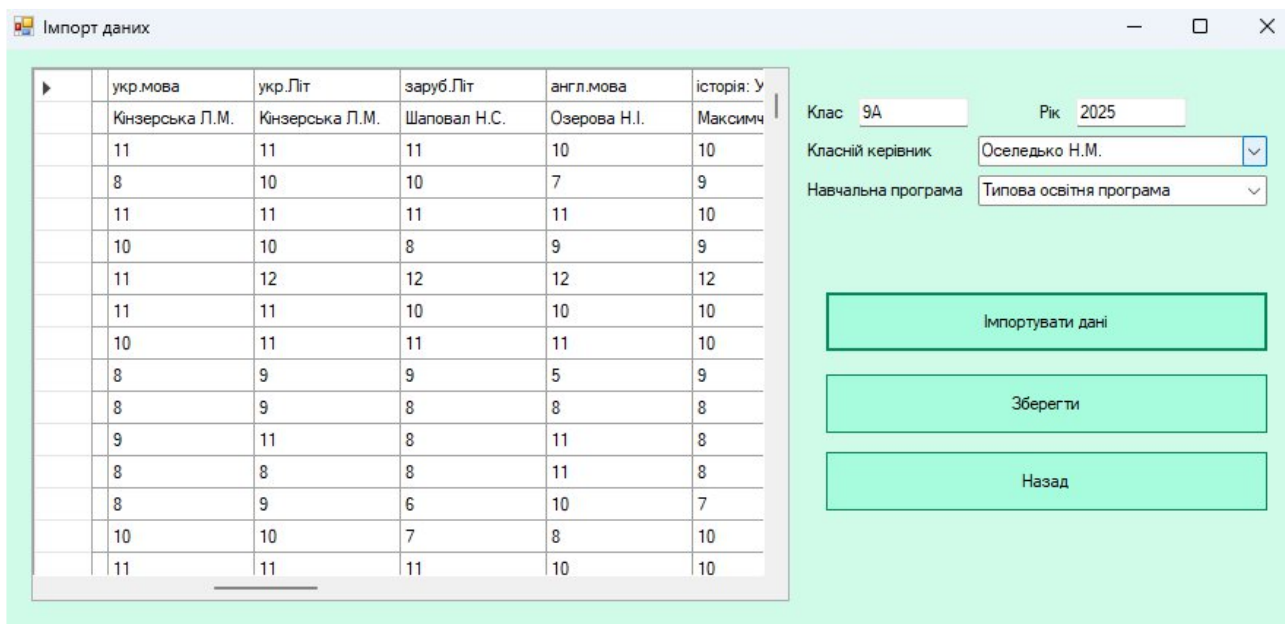 Імпорт даних
укр.мова укр.Літ заруб.Літ англ.мова історія: У
Кінзерська Л.М. Кінзерська Л.М. Шаповал Н.С. Озерова Н.І. Максимч
11 11 11 10 10
8 10 10 7 9
11 11 11 11 10
10 10 8 9 9
11 12 12 12 12
11 11 10 10 10
10 11 11 11 10
8 9 9 5 9
8 9 8 8 8
9 11 8 11 8
8 8 8 11 8
8 9 6 10 7
10 10 7 8 10
11 11 11 10 10
Клас 9А Рік 2025
Класній керівник Оселедько Н.М.
Навчальна програма Типова освітня програма
Імпортувати дані
Зберегти
Назад